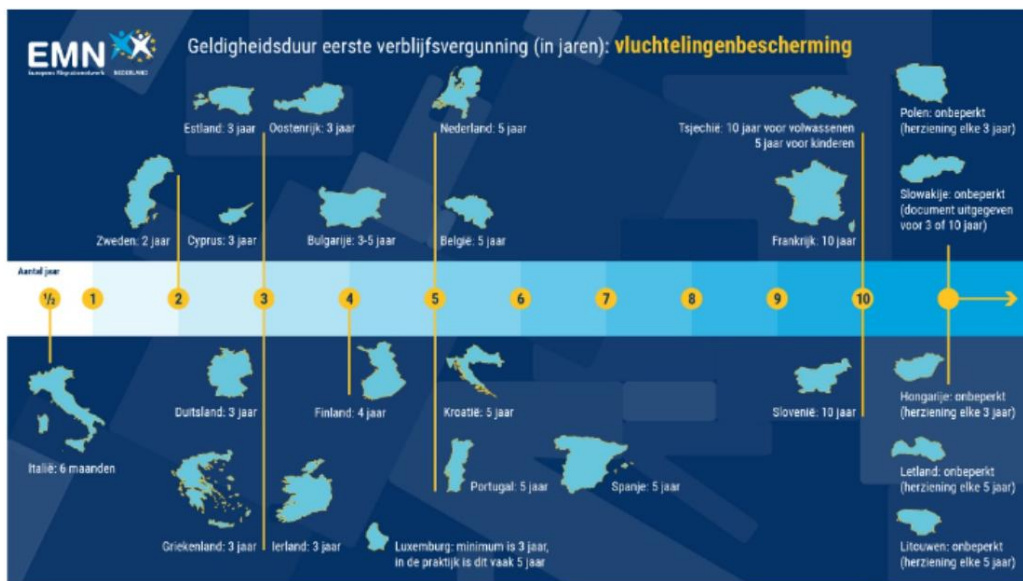 EMN
European Migration Network NEDERLAND
Geldigheidsduur eerste verblijfsvergunning (in jaren): vluchtelingenbescherming
Estland: 3 jaar
Oostenrijk: 3 jaar
Nederland: 5 jaar
Tsjechië: 10 jaar voor volwassenen
5 jaar voor kinderen
Polen: onbeperkt
(herziening elke 3 jaar)
Zweden: 2 jaar
Cyprus: 3 jaar
Bulgarije: 3-5 jaar
België: 5 jaar
Frankrijk: 10 jaar
Slowakije: onbeperkt
(document uitgegeven
voor 3 of 10 jaar)
Aantal jaar
½ 1 2 3 4 5 6 7 8 9 10
Italië: 6 maanden
Duitsland: 3 jaar
Finland: 4 jaar
Kroatië: 5 jaar
Slovenië: 10 jaar
Hongarije: onbeperkt
(herziening elke 3 jaar)
Griekenland: 3 jaar
Ierland: 3 jaar
Luxemburg: minimum is 3 jaar,
in de praktijk is dit vaak 5 jaar
Portugal: 5 jaar
Spanje: 5 jaar
Letland: onbeperkt
(herziening elke 5 jaar)
Litouwen: onbeperkt
(herziening elke 5 jaar)